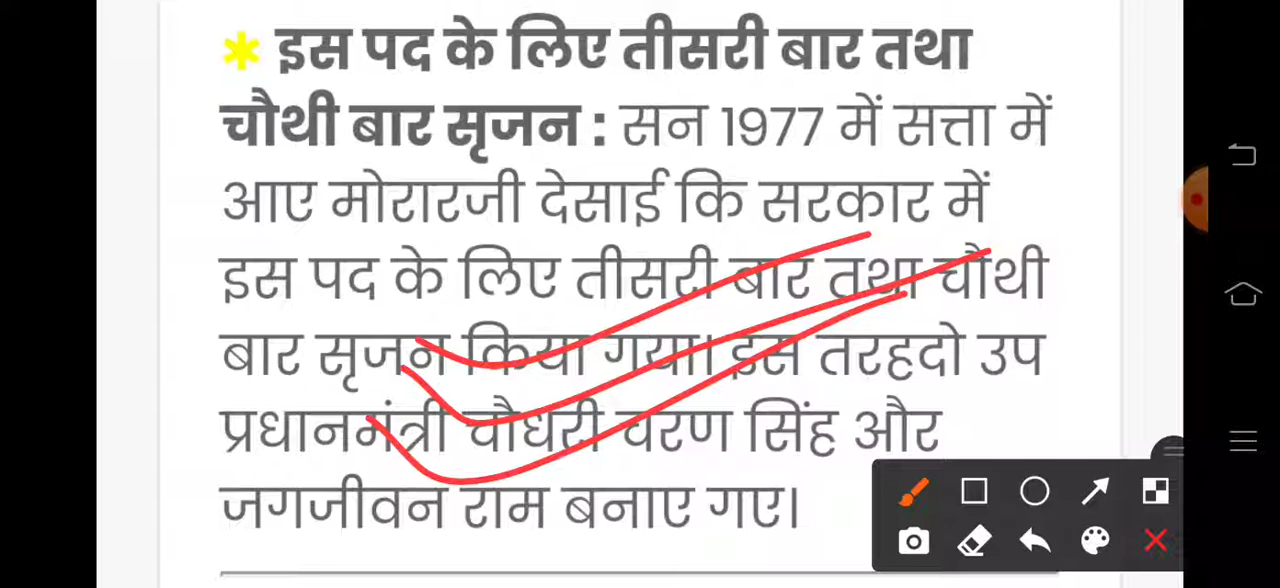 * इस पद के लिए तीसरी बार तथा
चौथी बार सृजन : सन 1977 में सत्ता में
आए मोरारजी देसाई कि सरकार में
इस पद के लिए तीसरी बार तथा चौथी
बार सृजन किया गया। इस तरहदो उप
प्रधानमंत्री चौधरी चरण सिंह और
जगजीवन राम बनाए गए।